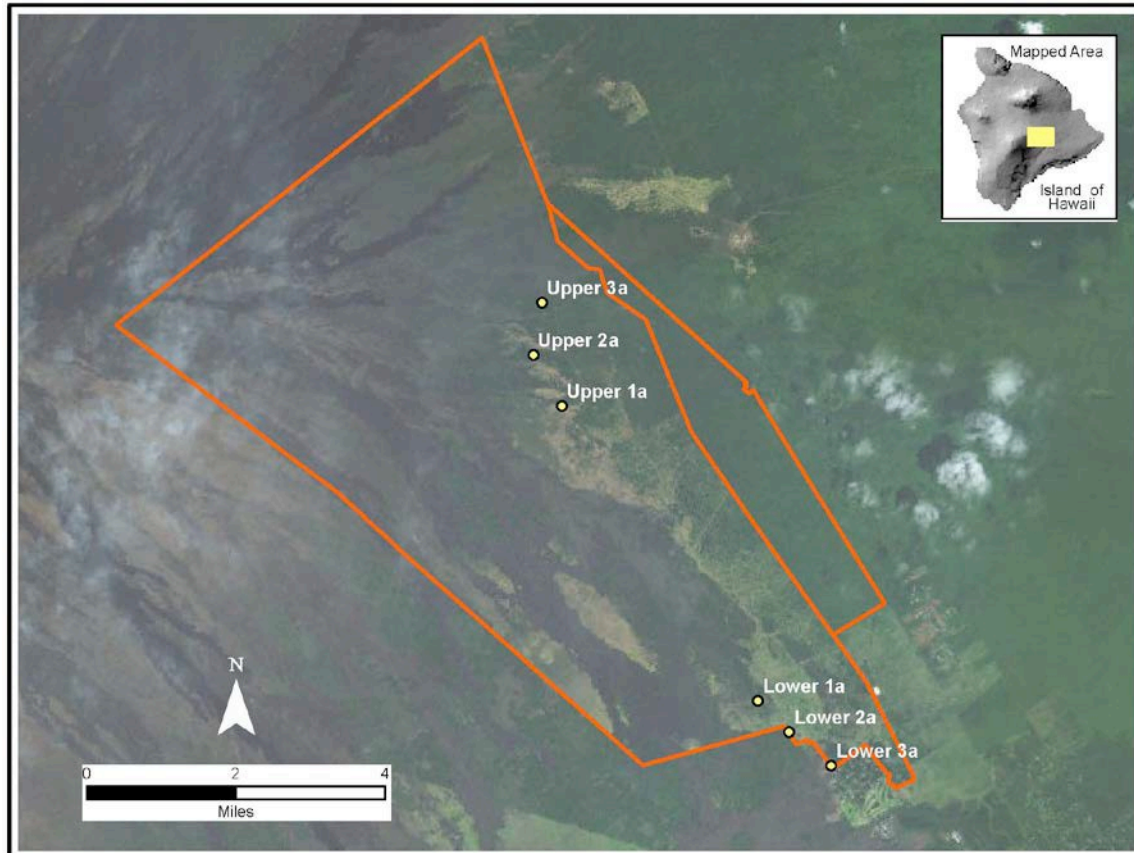 Mapped Area
Island of
Hawaii
Upper 3a
Upper 2a
Upper 1a
Lower 1a
Lower 2a
Lower 3a
N
0 2 4
Miles